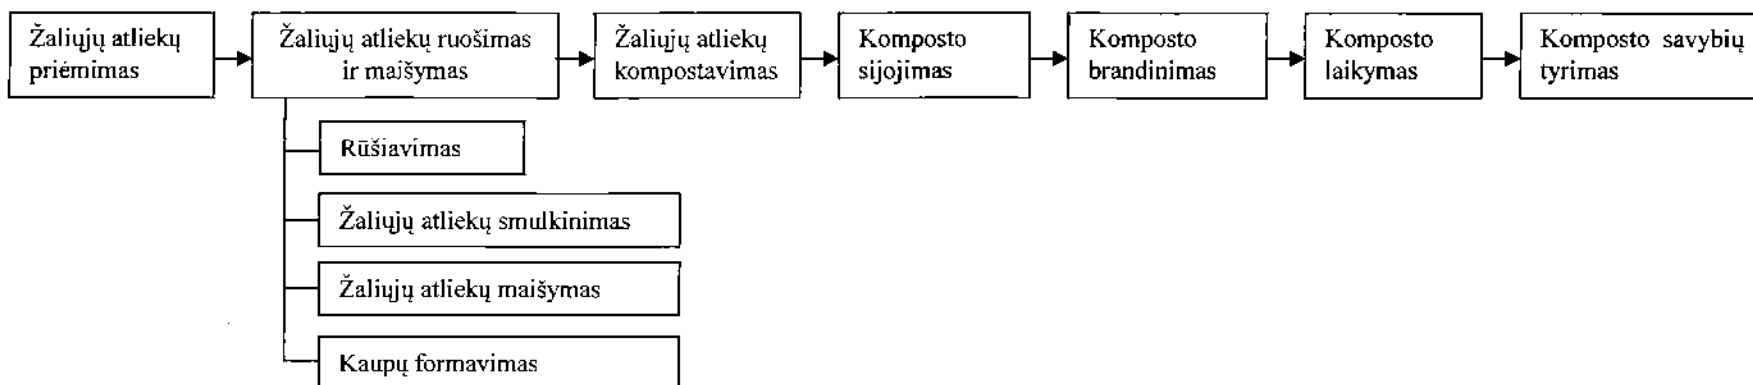 Žaliųjų atliekų
priėmimas
Žaliųjų atliekų ruošimas
ir maišymas
Žaliųjų atliekų
kompostavimas
Komposto
sijojimas
Komposto
brandinimas
Komposto
laikymas
Komposto savybių
tyrimas
Rūšiavimas
Žaliųjų atliekų smulkinimas
Žaliųjų atliekų maišymas
Kaupų formavimas